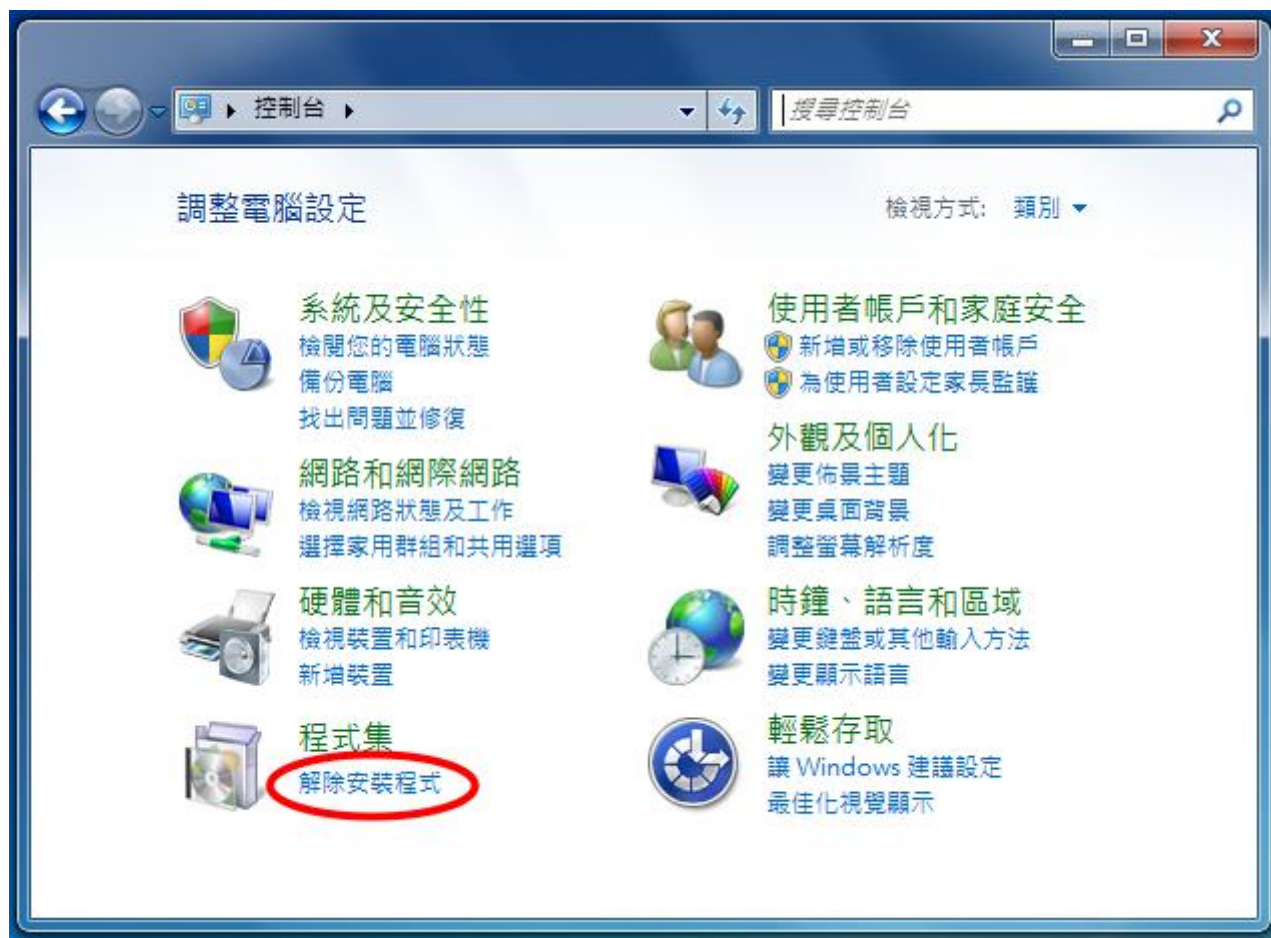 控制台
搜尋控制台
調整電腦設定
檢視方式: 類別
系統及安全性
檢閱您的電腦狀態
備份電腦
找出問題並修復
網路和網際網路
檢視網路狀態及工作
選擇家用群組和共用選項
硬體和音效
檢視裝置和印表機
新增裝置
程式集
解除安裝程式
使用者帳戶和家庭安全
新增或移除使用者帳戶
為使用者設定家長監護
外觀及個人化
變更佈景主題
變更桌面背景
調整螢幕解析度
時鐘、語言和區域
變更鍵盤或其他輸入方法
變更顯示語言
輕鬆存取
讓 Windows 建議設定
最佳化視覺顯示